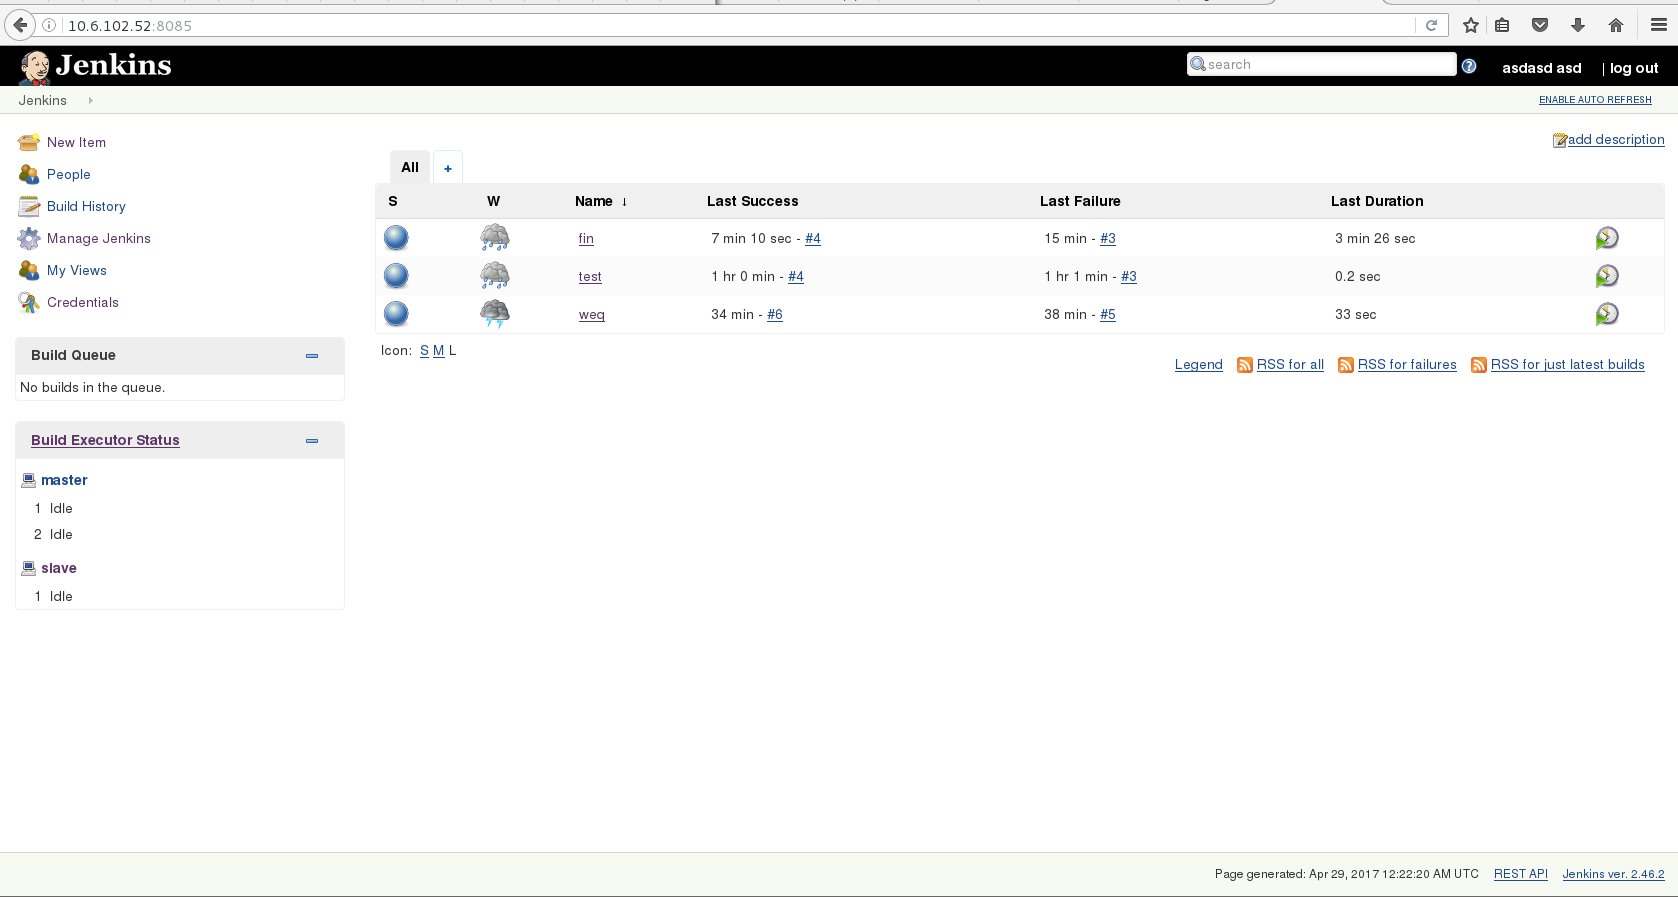 10.6.102.52:8085
Jenkins
search
asdasd asd
| log out
Jenkins
ENABLE AUTO REFRESH
New Item
People
Build History
Manage Jenkins
My Views
Credentials
Build Queue
No builds in the queue.
Build Executor Status
master
1 Idle
2 Idle
slave
1 Idle
add description
All +
S W Name ↓ Last Success Last Failure Last Duration
fin 7 min 10 sec - #4 15 min - #3 3 min 26 sec
test 1 hr 0 min - #4 1 hr 1 min - #3 0.2 sec
weq 34 min - #6 38 min - #5 33 sec
Icon: S M L
Legend RSS for all RSS for failures RSS for just latest builds
Page generated: Apr 29, 2017 12:22:20 AM UTC REST API Jenkins ver. 2.46.2